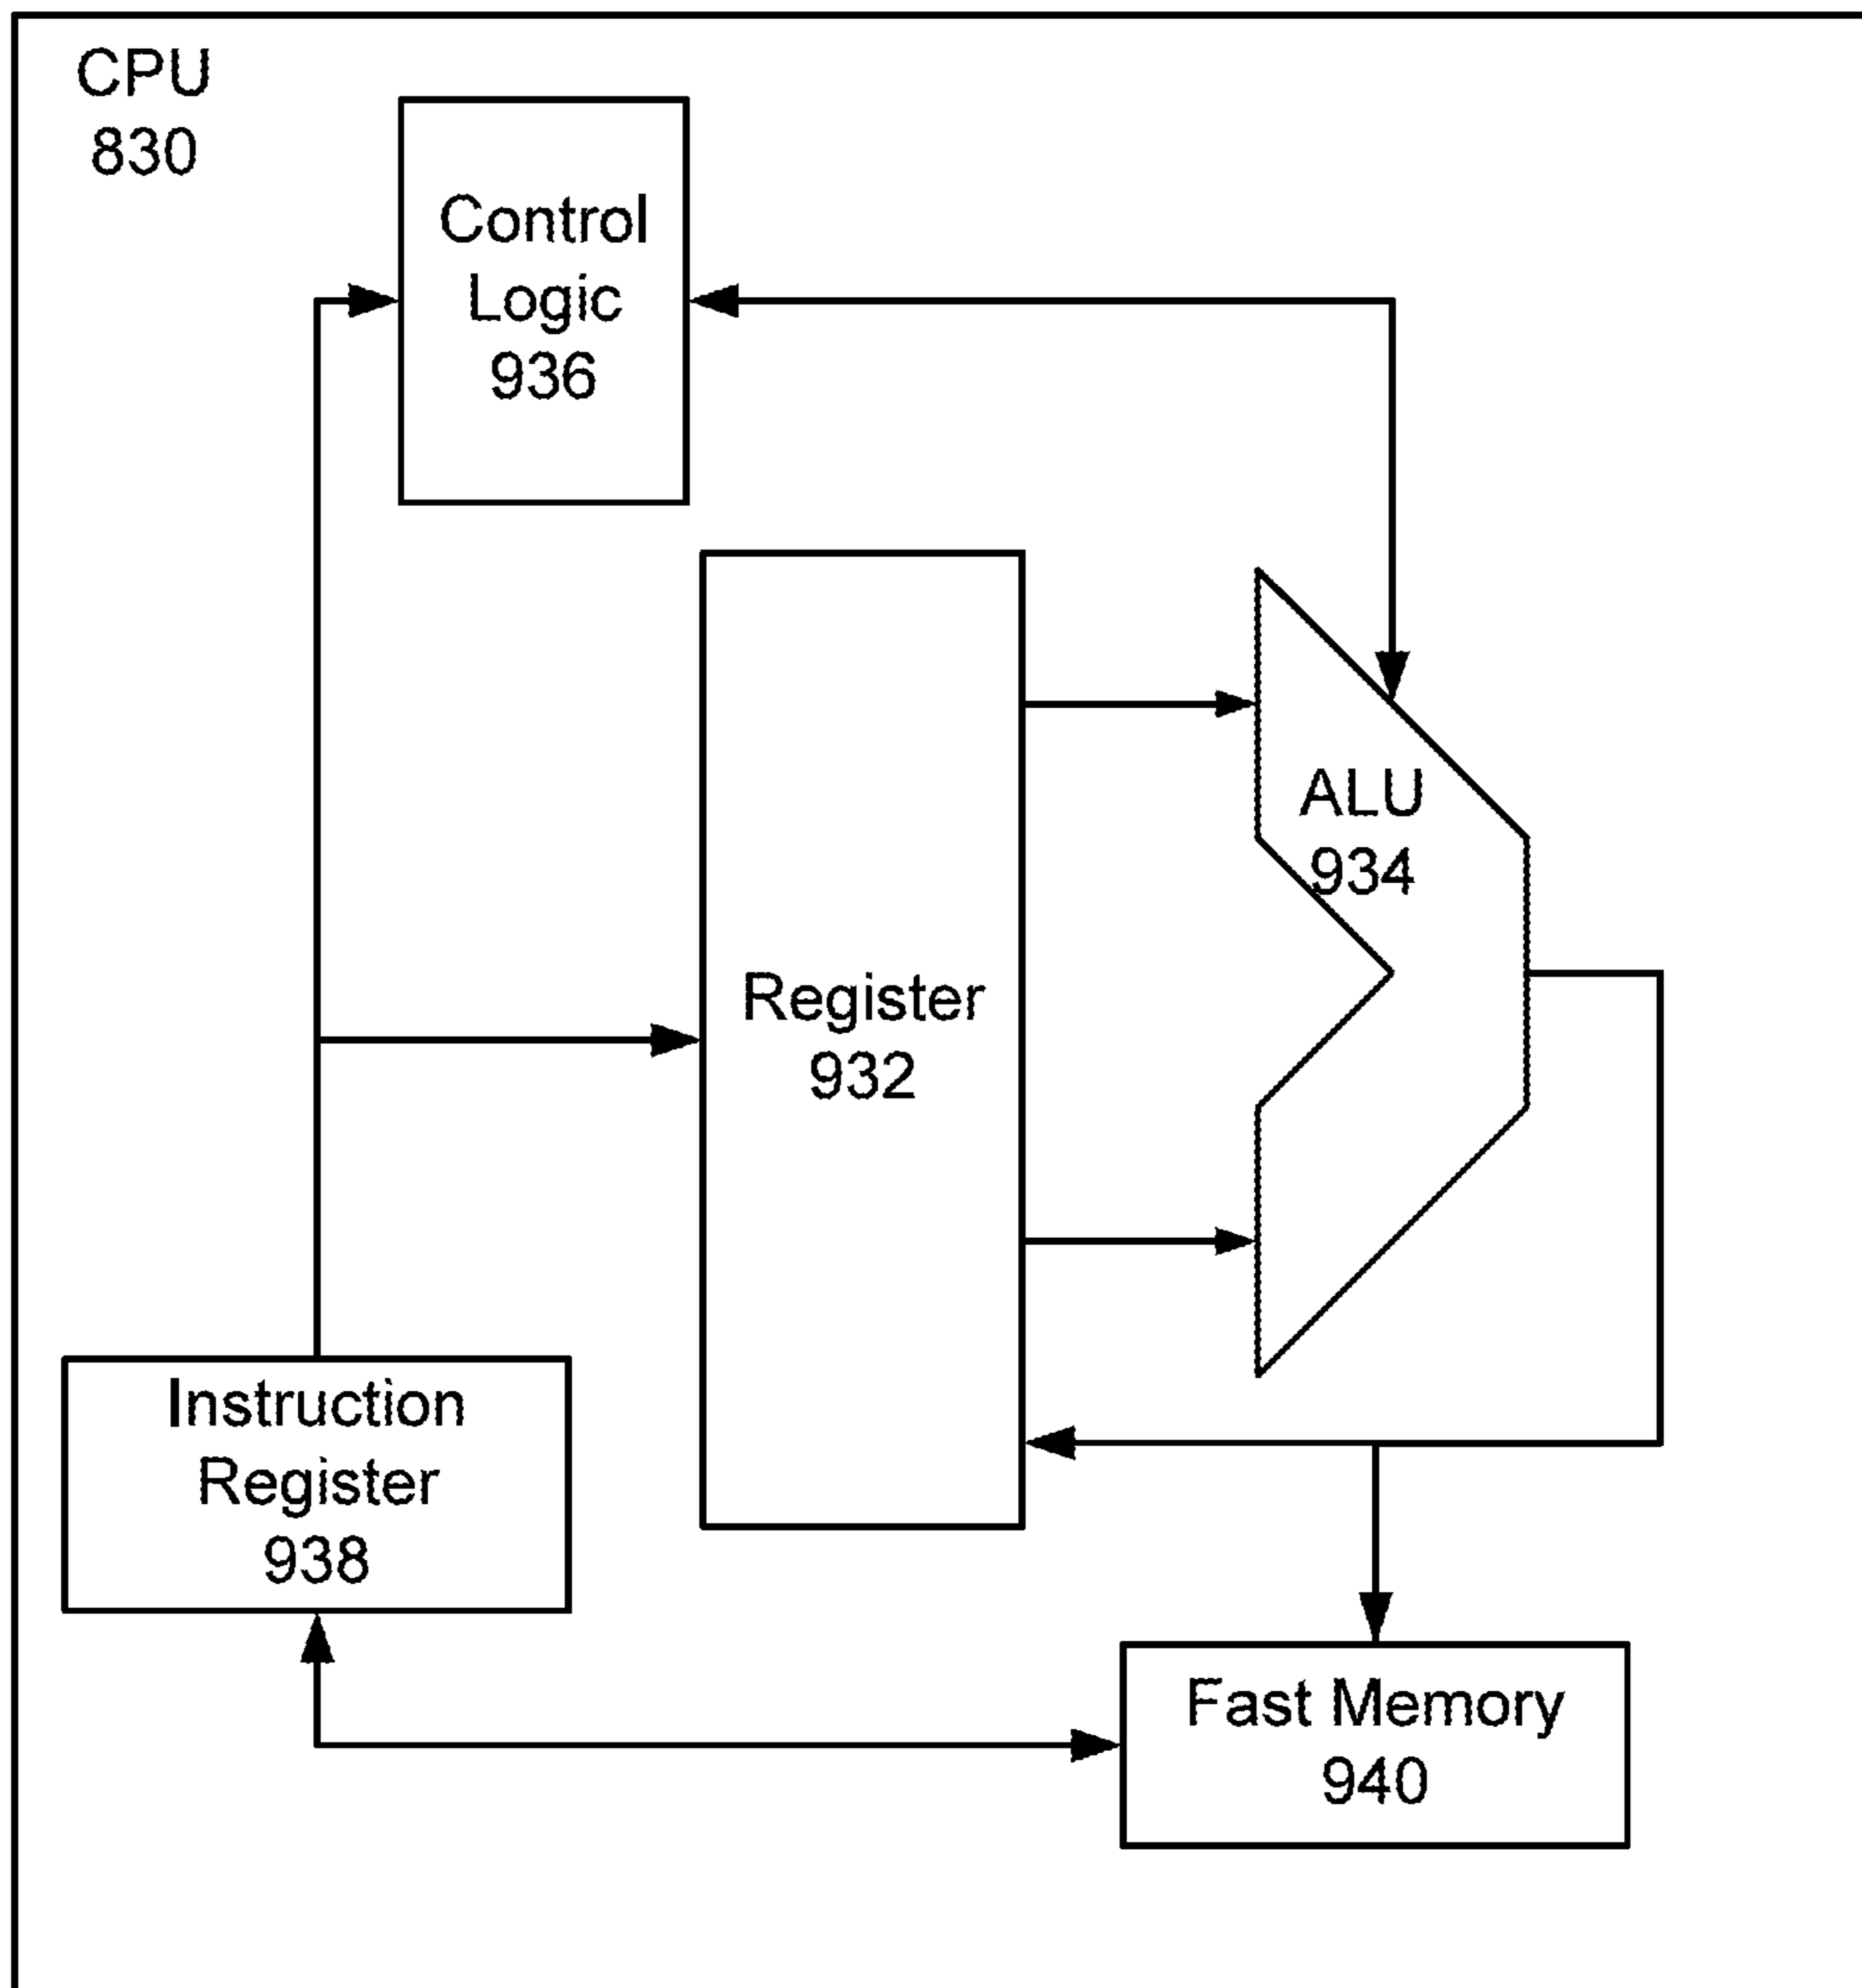 CPU
830
Control
Logic
936
ALU
934
Register
932
Instruction
Register
938
Fast Memory
940